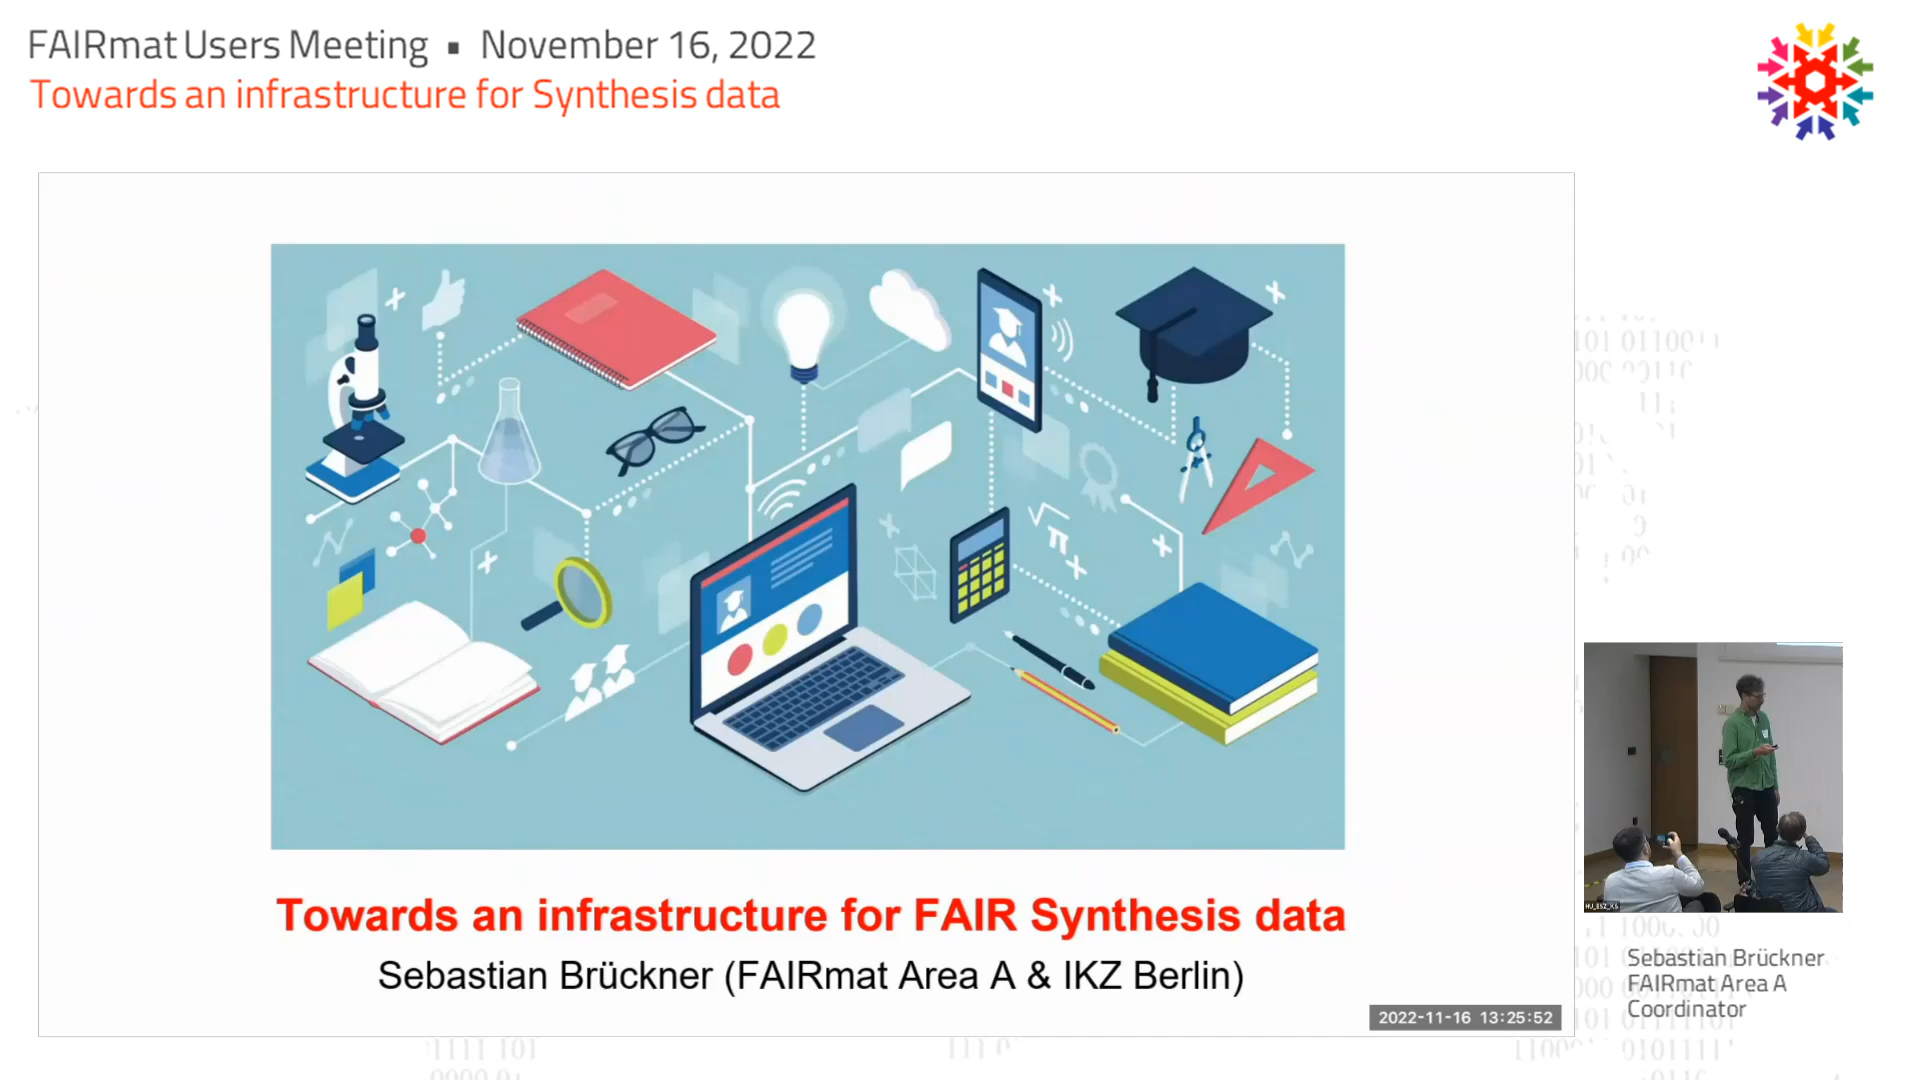 FAIRmat Users Meeting ▪ November 16, 2022
Towards an infrastructure for Synthesis data
√
π
Towards an infrastructure for FAIR Synthesis data
Sebastian Brückner (FAIRmat Area A & IKZ Berlin)
2022-11-16 13:25:52
HU_ESZ_KS
Sebastian Brückner
FAIRmat Area A
Coordinator